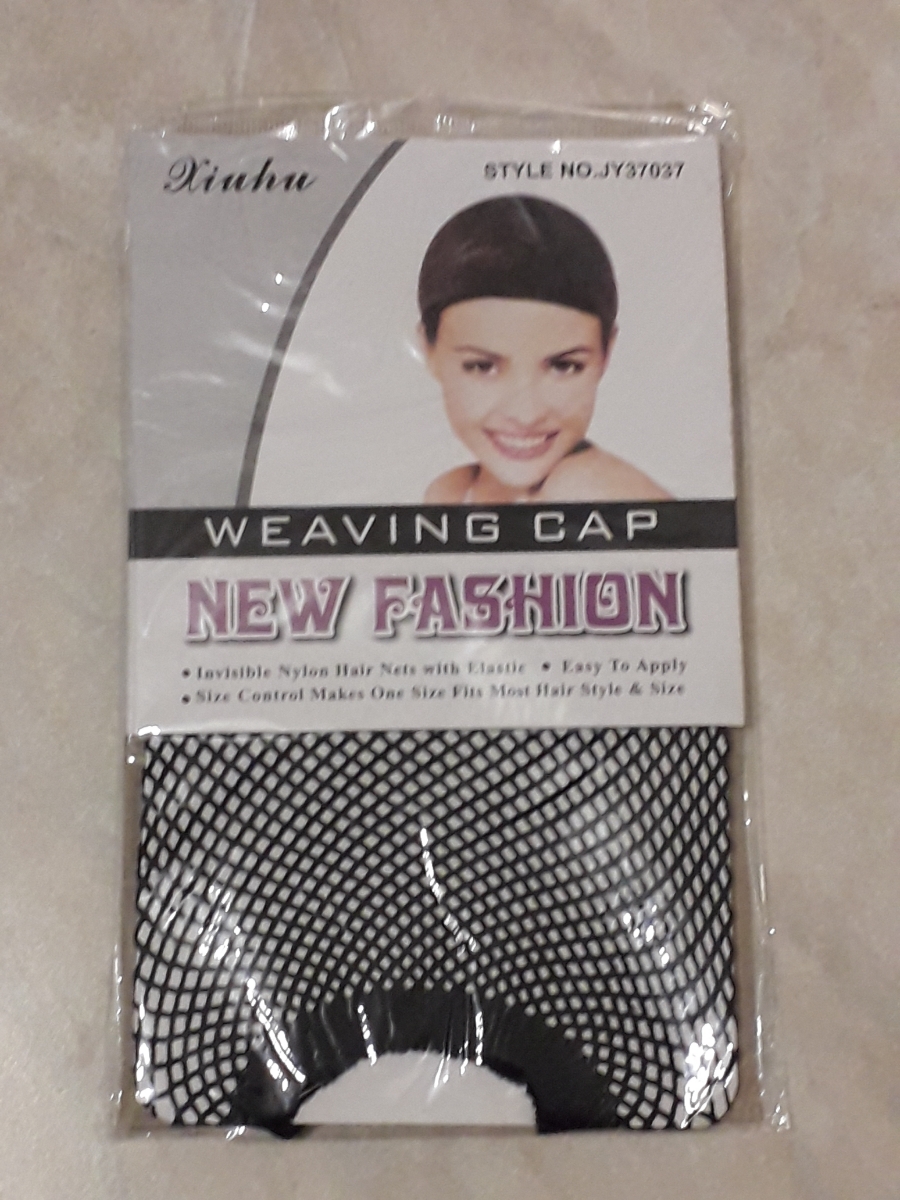 Xiuhu
STYLE NO.JY37037
WEAVING CAP
NEW FASHION
• Invisible Nylon Hair Nets with Elastic • Easy To Apply
• Size Control Makes One Size Fits Most Hair Style & Size